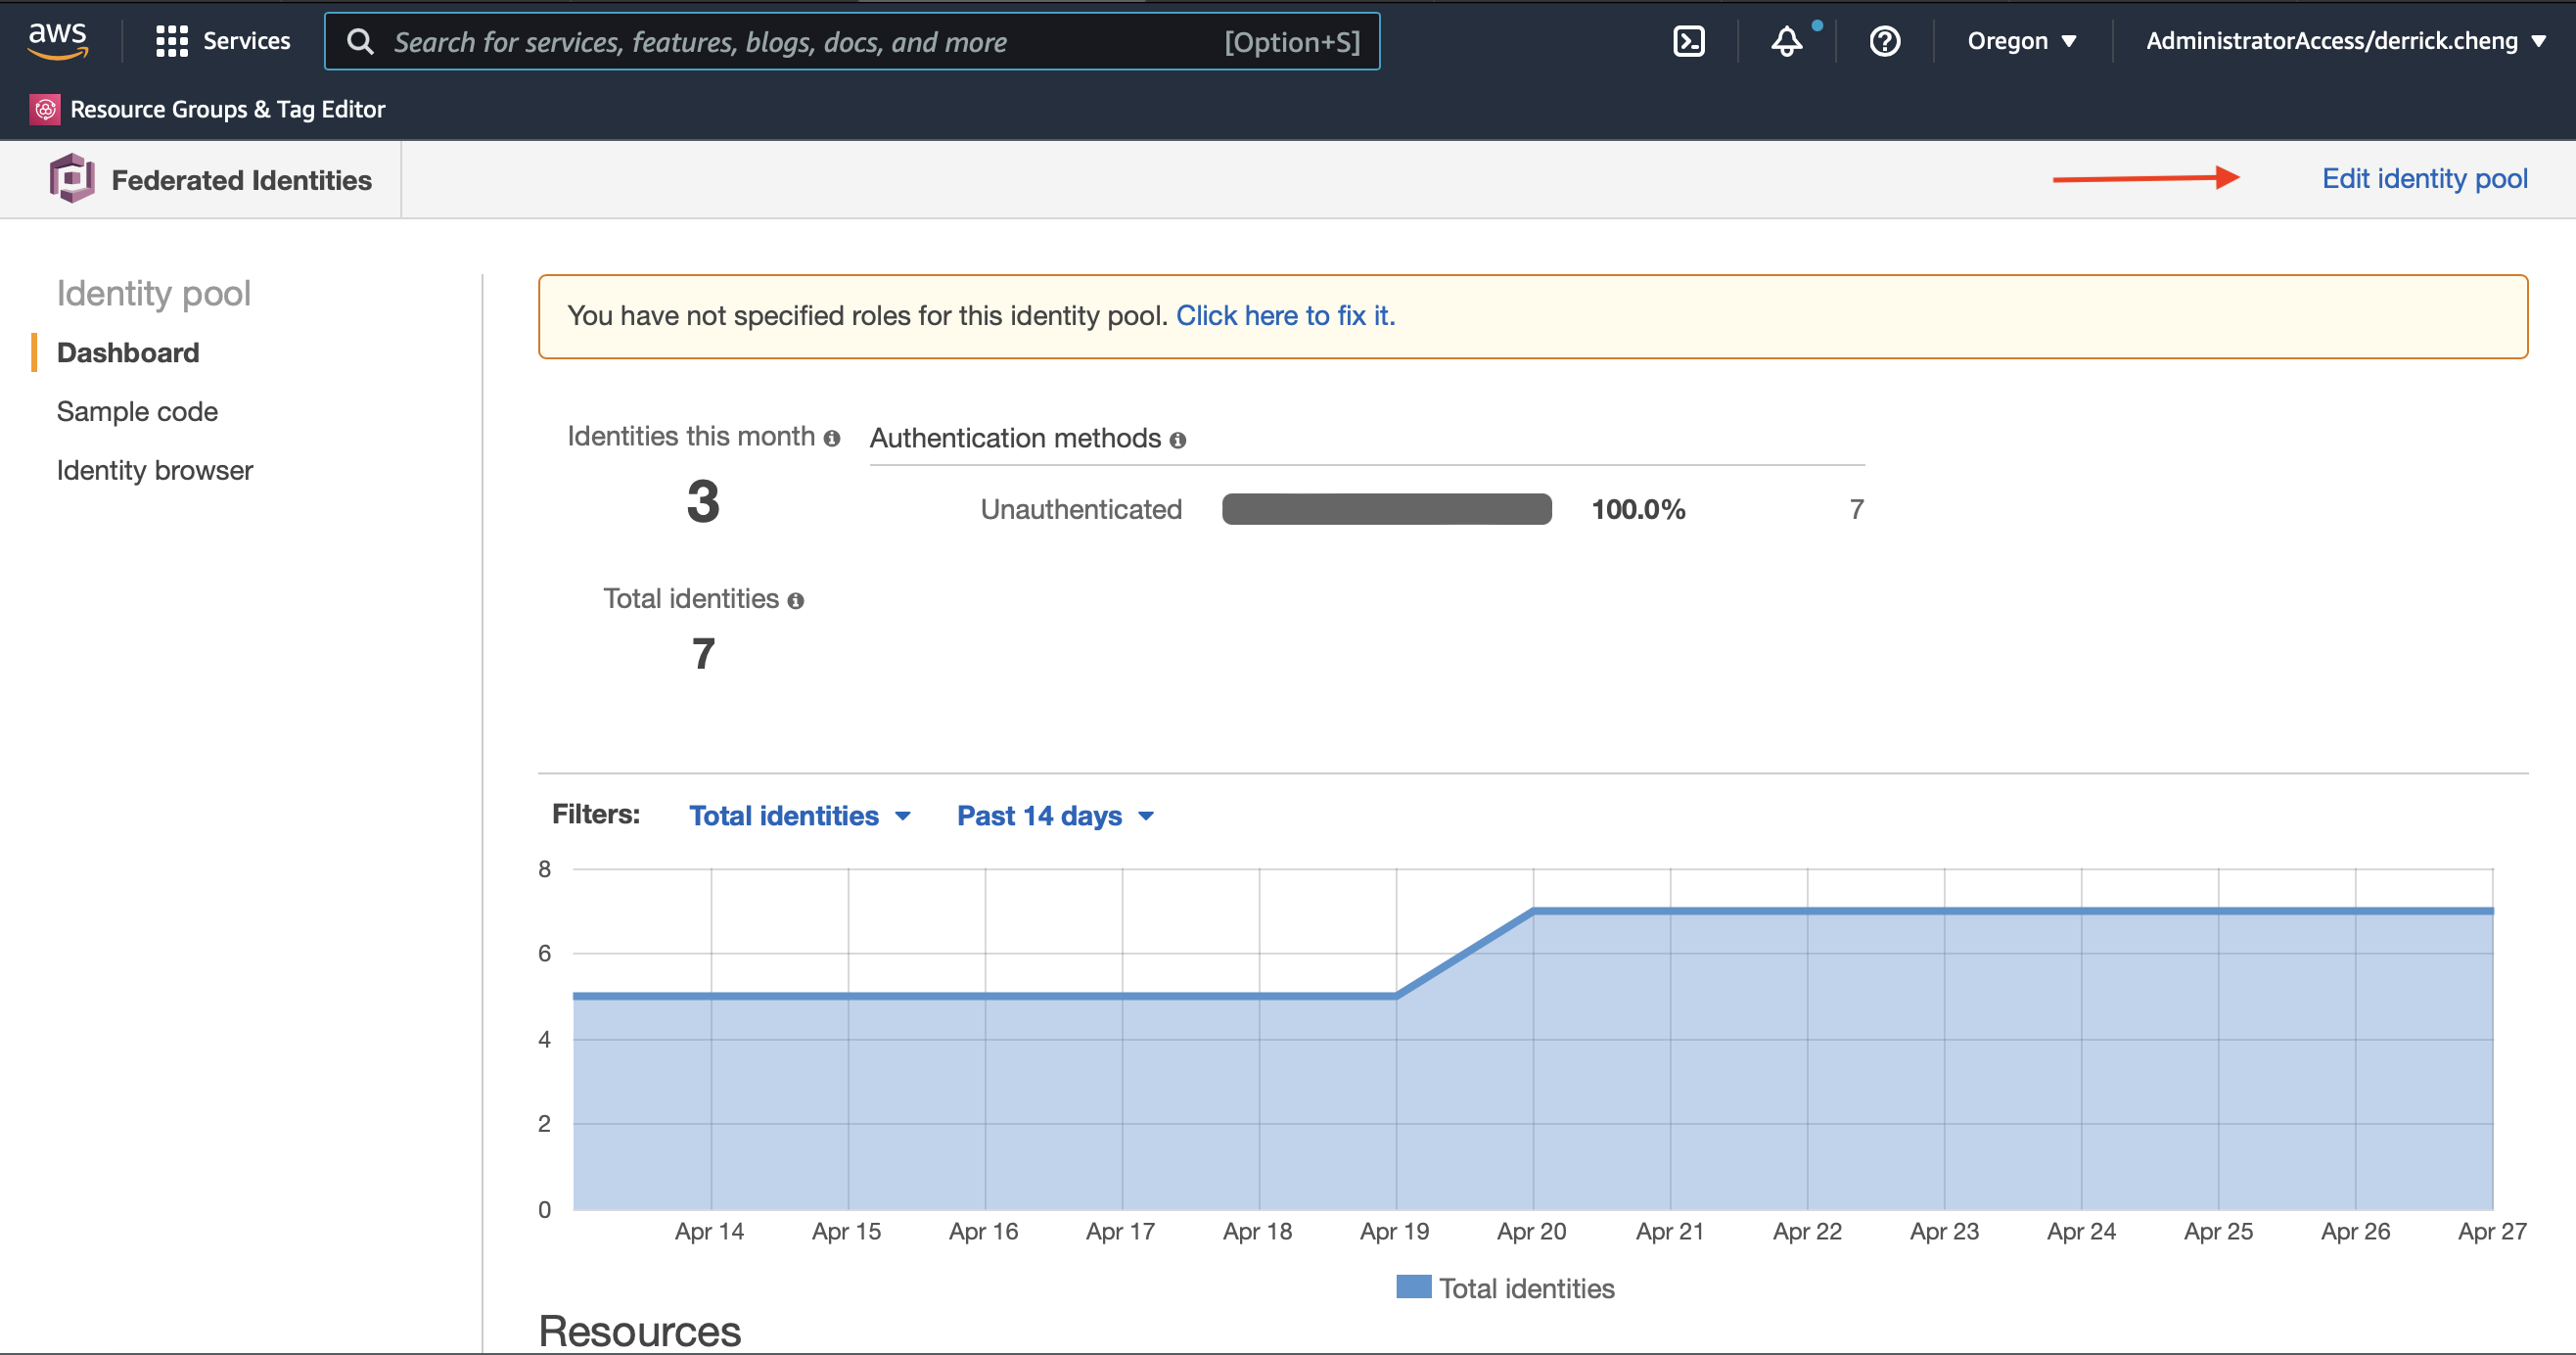 aws
Services
Search for services, features, blogs, docs, and more [Option+S]
Oregon ▼
AdministratorAccess/derrick.cheng ▼
Resource Groups & Tag Editor
Federated Identities
Edit identity pool
Identity pool
Dashboard
Sample code
Identity browser
You have not specified roles for this identity pool. Click here to fix it.
Identities this month
3
Authentication methods
Unauthenticated 100.0% 7
Total identities
7
Filters: Total identities Past 14 days
8
6
4
2
0
Apr 14 Apr 15 Apr 16 Apr 17 Apr 18 Apr 19 Apr 20 Apr 21 Apr 22 Apr 23 Apr 24 Apr 25 Apr 26 Apr 27
Total identities
Resources